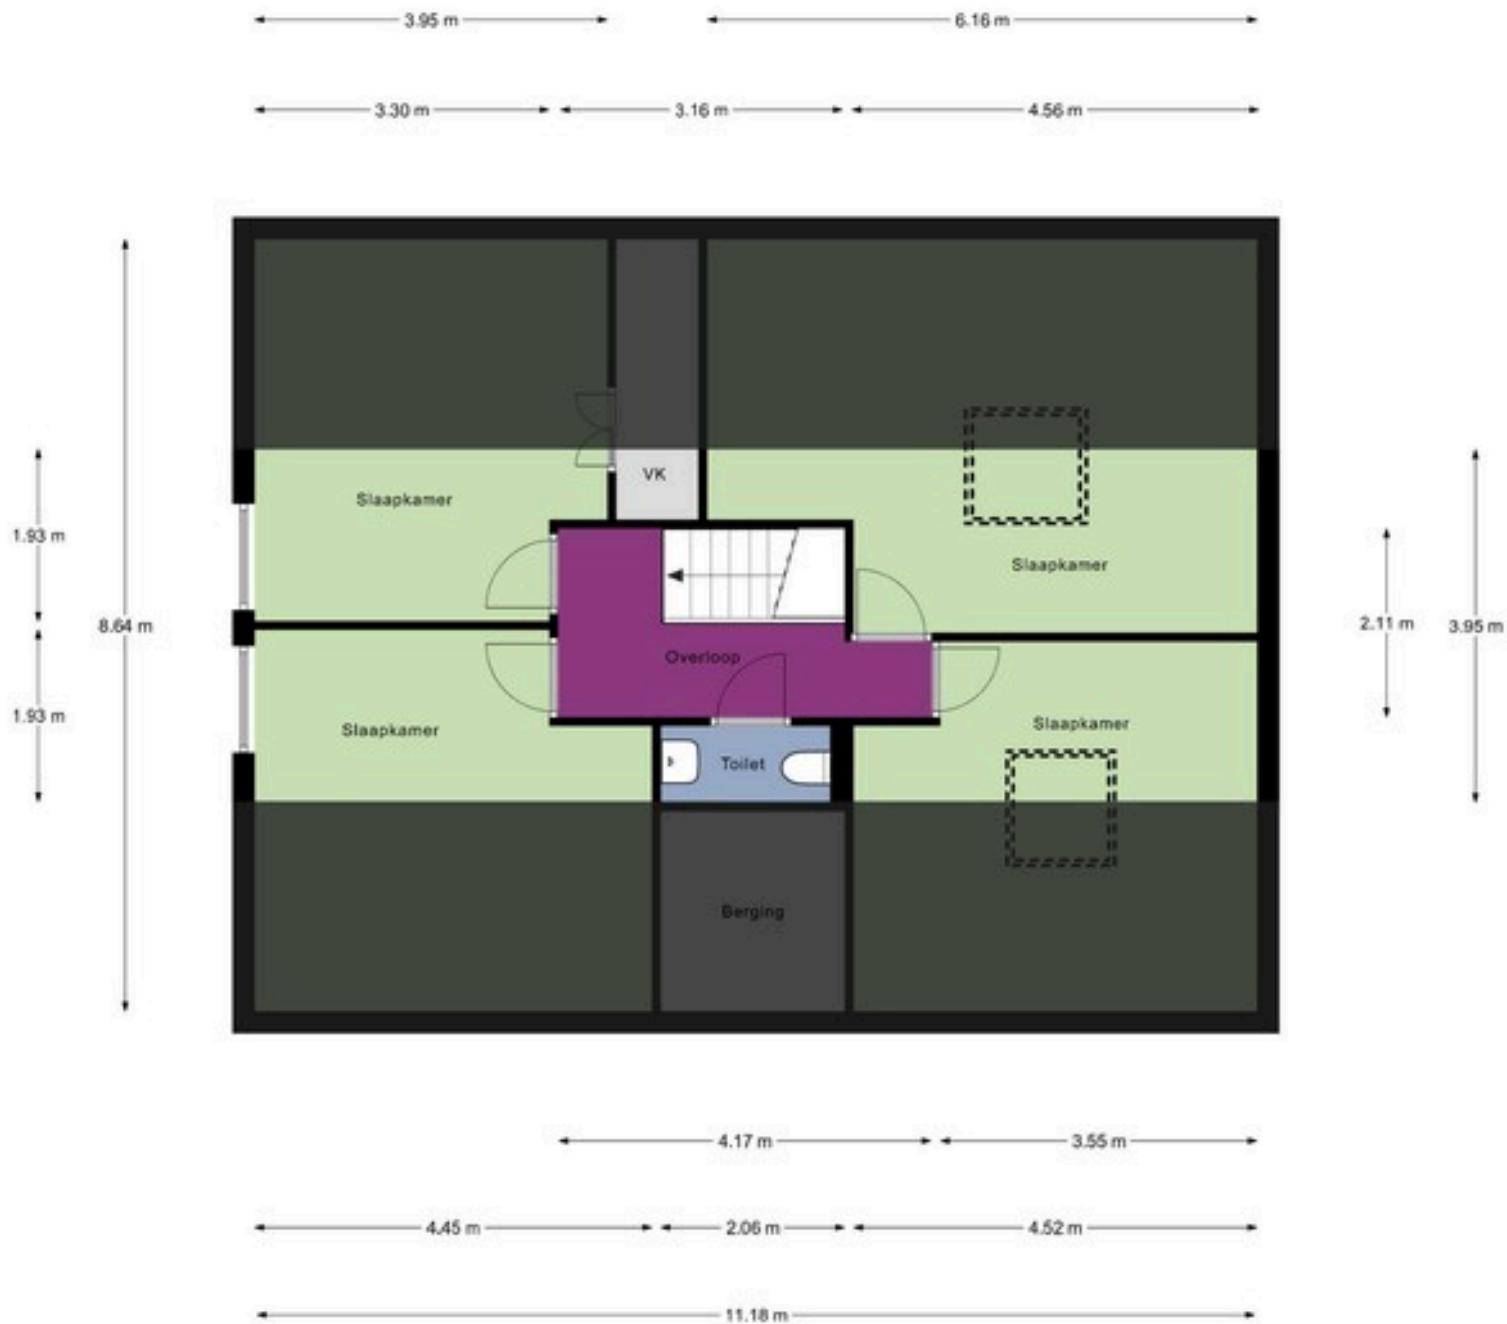 3.95 m
6.16 m
3.30 m
3.16 m
4.56 m
VK
Slaapkamer
1.93 m
Slaapkamer
8.64 m
2.11 m
3.95 m
Overloop
1.93 m
Slaapkamer
Slaapkamer
Toilet
Berging
4.17 m
3.55 m
4.45 m
2.06 m
4.52 m
11.18 m